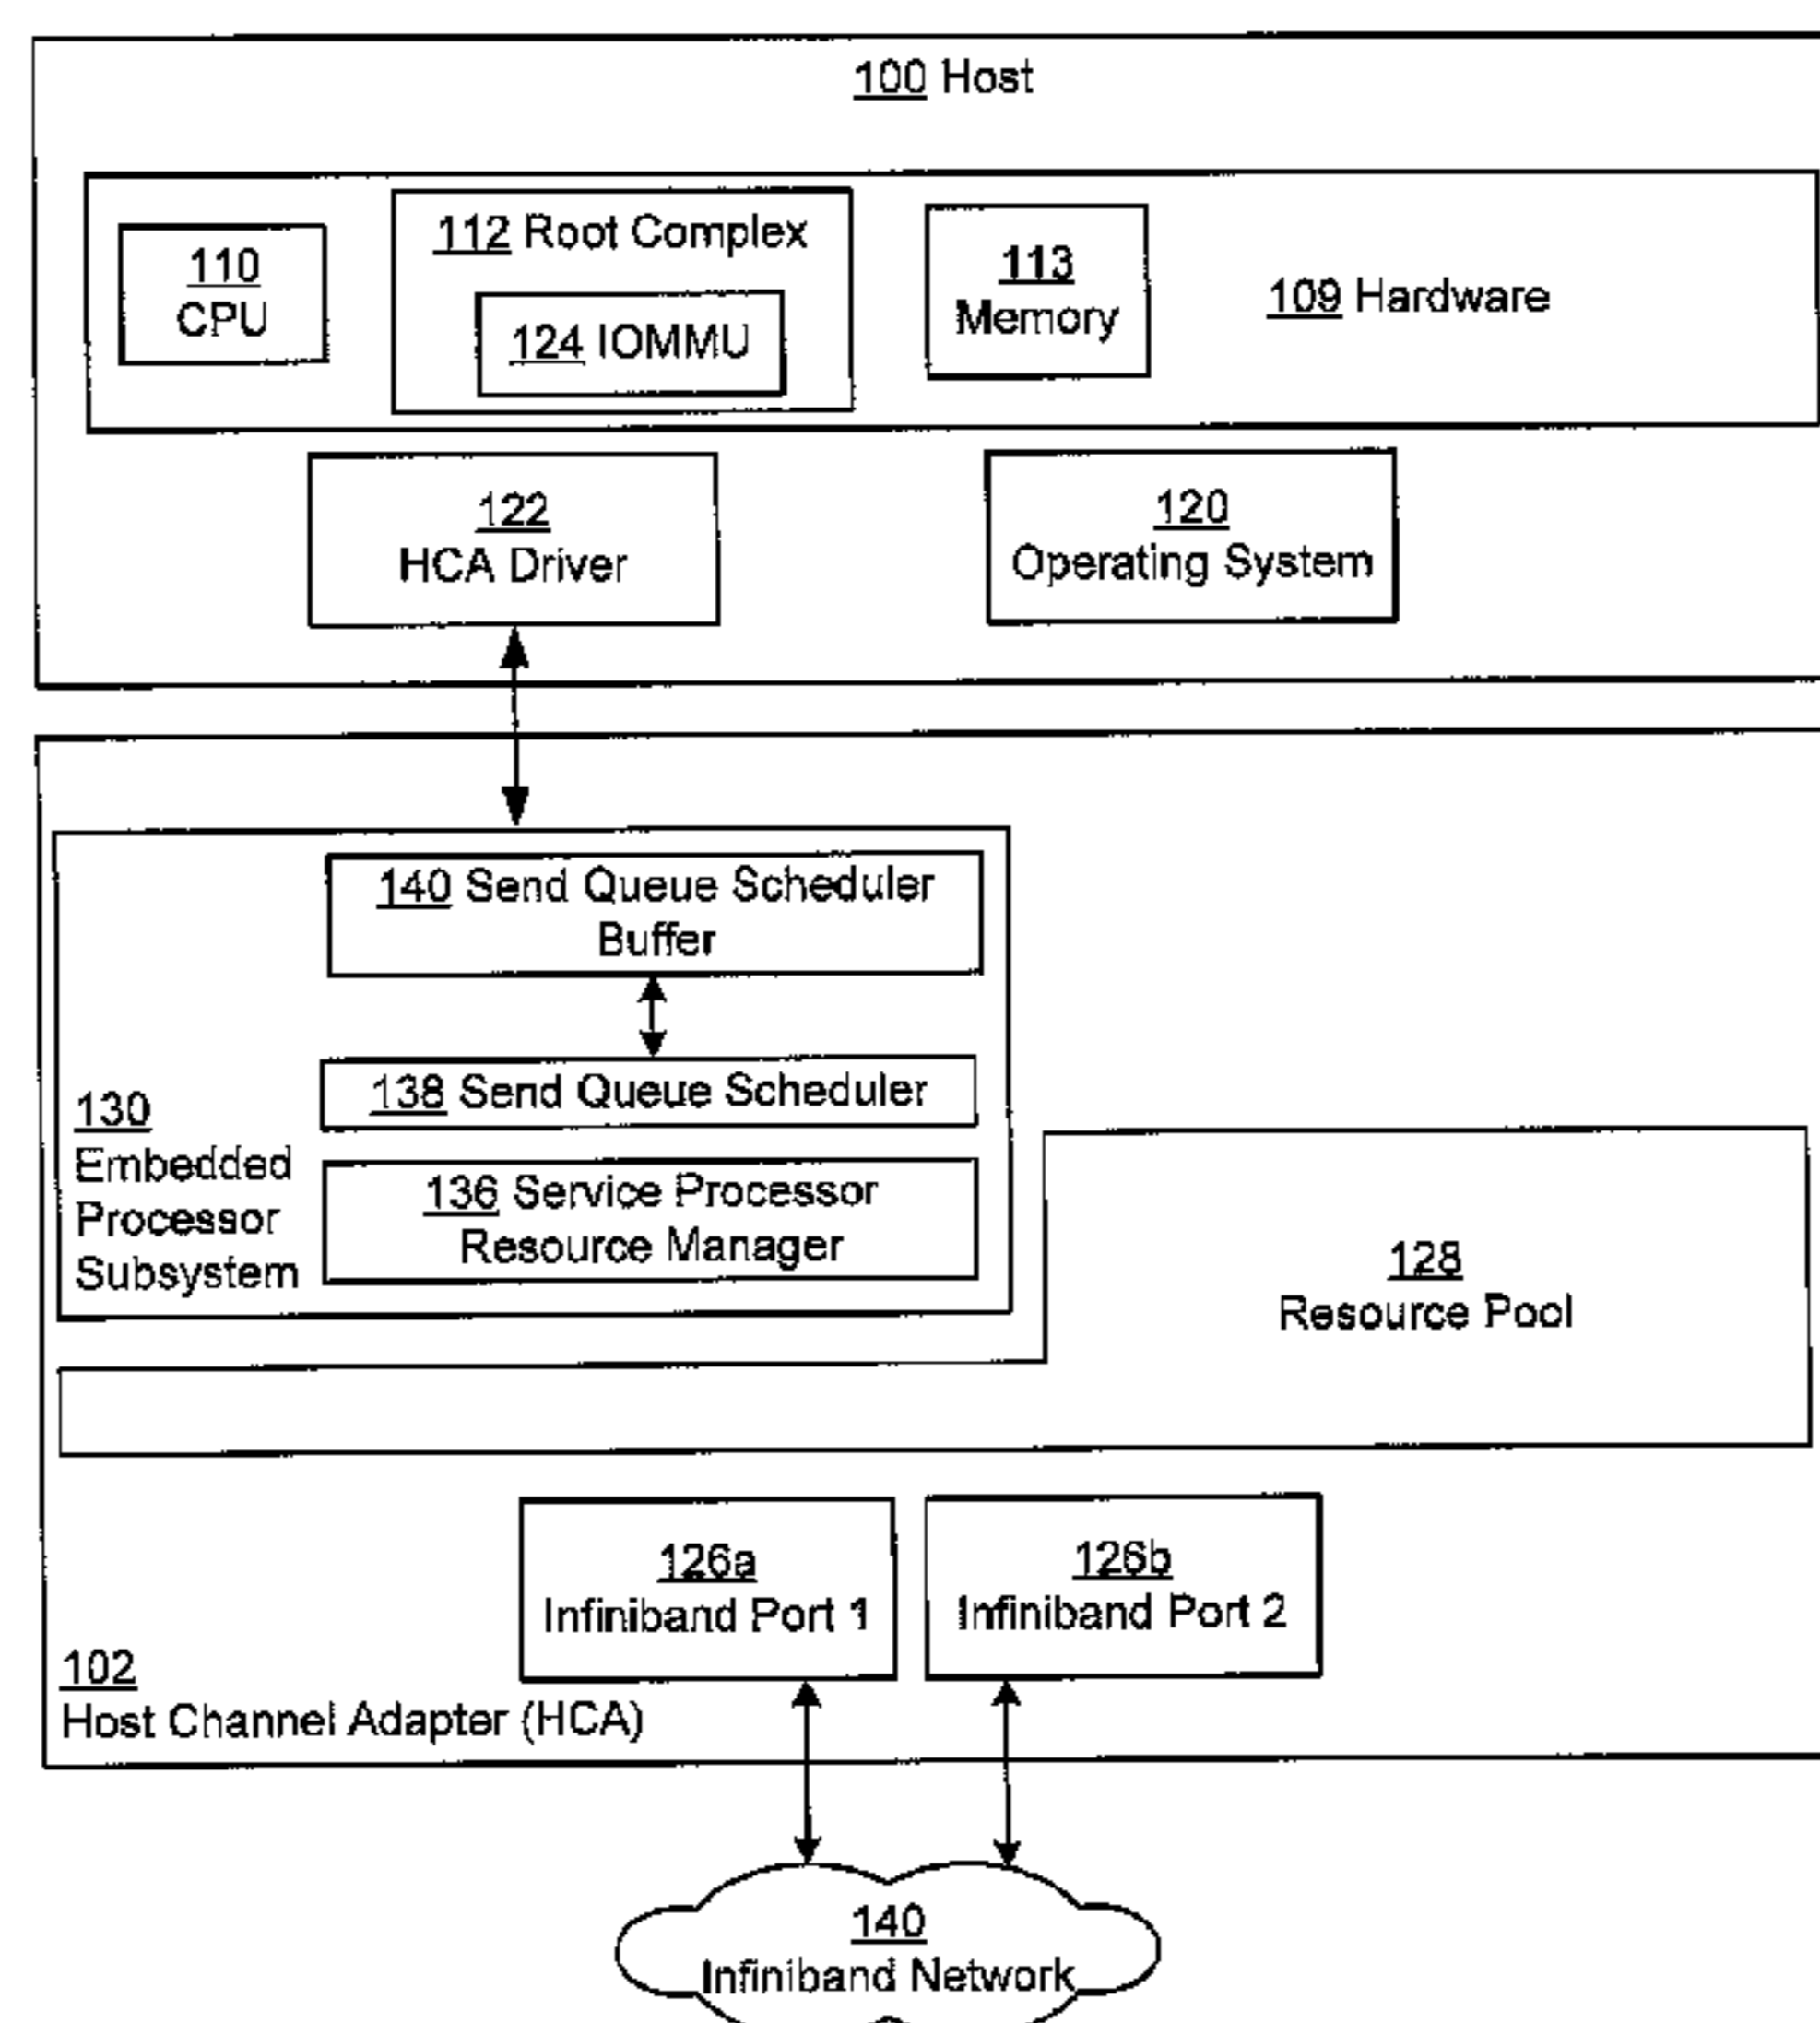 100 Host
110
CPU
112 Root Complex
124 IOMMU
113
Memory
109 Hardware
122
HCA Driver
120
Operating System
140 Send Queue Scheduler
Buffer
138 Send Queue Scheduler
136 Service Processor
Resource Manager
130
Embedded
Processor
Subsystem
128
Resource Pool
126a
Infiniband Port 1
126b
Infiniband Port 2
102
Host Channel Adapter (HCA)
140
Infiniband Network